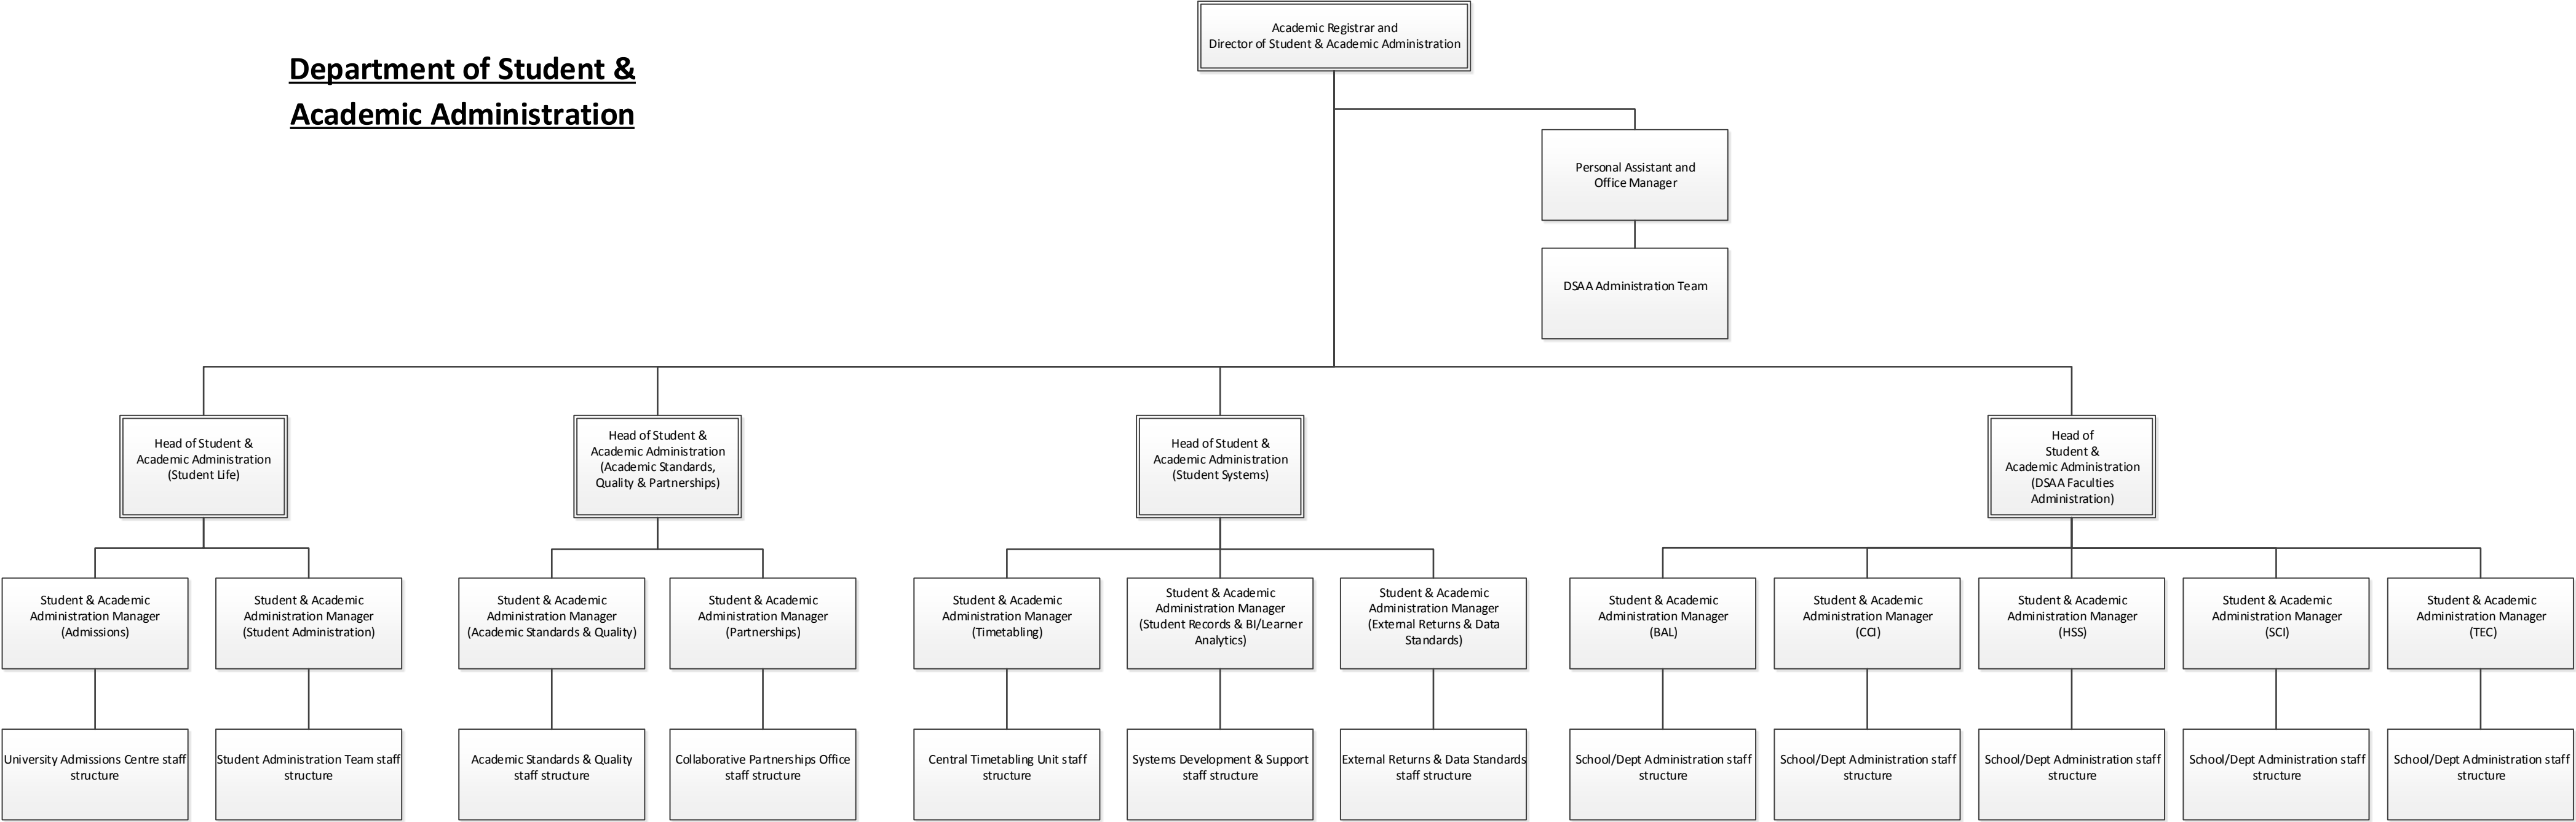 Department of Student &
Academic Administration
Academic Registrar and
Director of Student & Academic Administration
Personal Assistant and
Office Manager
DSAA Administration Team
Head of Student &
Academic Administration
(Student Life)
Head of Student &
Academic Administration
(Academic Standards,
Quality & Partnerships)
Head of Student &
Academic Administration
(Student Systems)
Head of
Student &
Academic Administration
(DSAA Faculties
Administration)
Student & Academic
Administration Manager
(Admissions)
Student & Academic
Administration Manager
(Student Administration)
Student & Academic
Administration Manager
(Academic Standards & Quality)
Student & Academic
Administration Manager
(Partnerships)
Student & Academic
Administration Manager
(Timetabling)
Student & Academic
Administration Manager
(Student Records & BI/Learner
Analytics)
Student & Academic
Administration Manager
(External Returns & Data
Standards)
Student & Academic
Administration Manager
(BAL)
Student & Academic
Administration Manager
(CCI)
Student & Academic
Administration Manager
(HSS)
Student & Academic
Administration Manager
(SCI)
Student & Academic
Administration Manager
(TEC)
University Admissions Centre staff
structure
Student Administration Team staff
structure
Academic Standards & Quality
staff structure
Collaborative Partnerships Office
staff structure
Central Timetabling Unit staff
structure
Systems Development & Support
staff structure
External Returns & Data Standards
staff structure
School/Dept Administration staff
structure
School/Dept Administration staff
structure
School/Dept Administration staff
structure
School/Dept Administration staff
structure
School/Dept Administration staff
structure